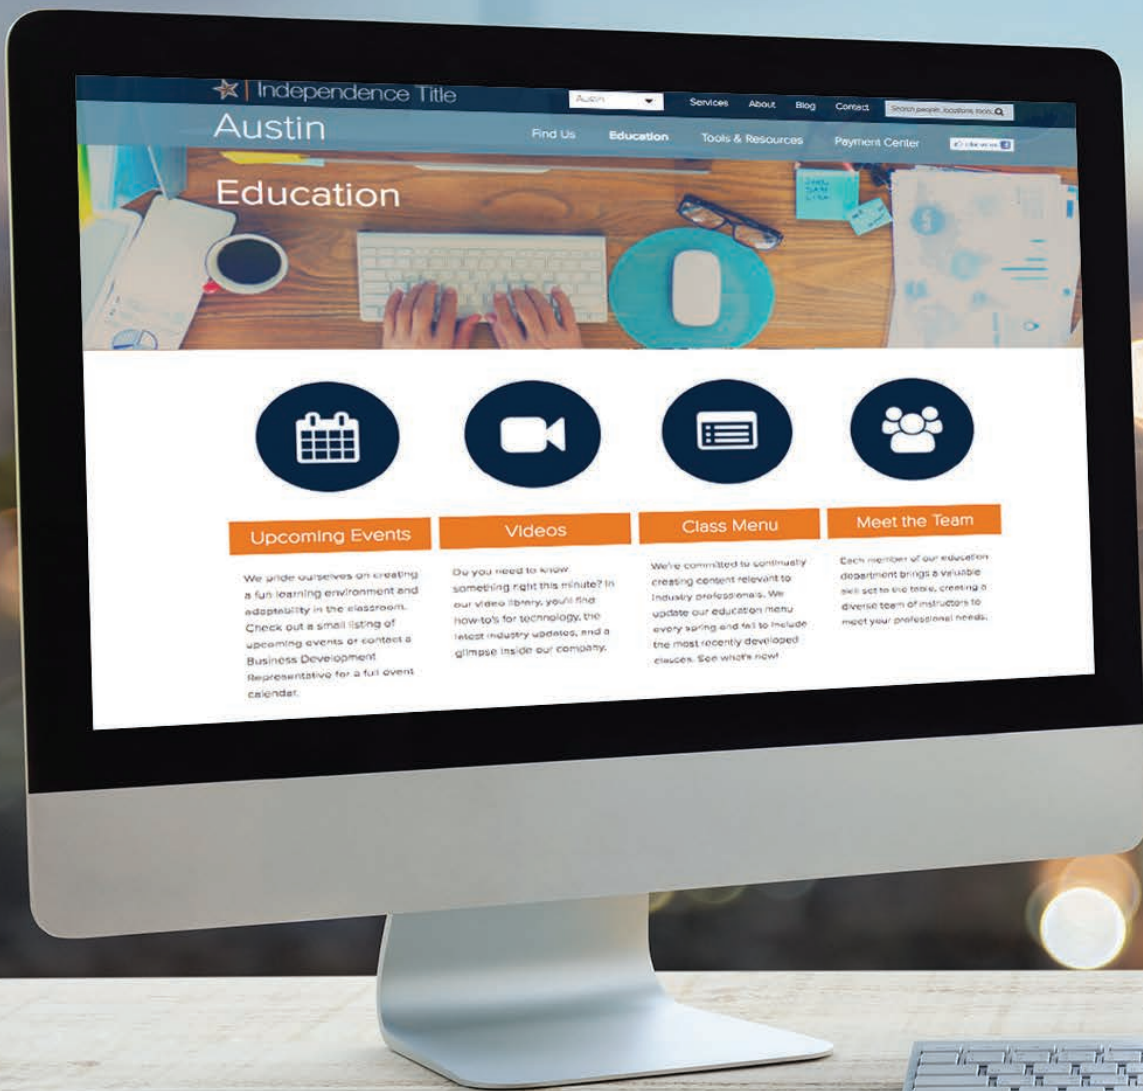 Independence Title
Austin
Services
About
Blog
Contact
Search people, locations, tools,
Austin
Find Us
Education
Tools & Resources
Payment Center
Education
Upcoming Events
We pride ourselves on creating
a fun learning environment and
adaptability in the classroom.
Check out a small listing of
upcoming events or contact a
Business Development
Representative for a full event
calendar.
Videos
Do you need to know
something right this minute? In
our video library, you'll find
how-to's for technology, the
latest industry updates, and a
glimpse inside our company.
Class Menu
We're committed to continually
creating content relevant to
industry professionals. We
update our education menu
every spring and fall to include
the most recently developed
classes. See what's new!
Meet the Team
Each member of our education
department brings a valuable
skill set to the table, creating a
diverse team of instructors to
meet your professional needs.